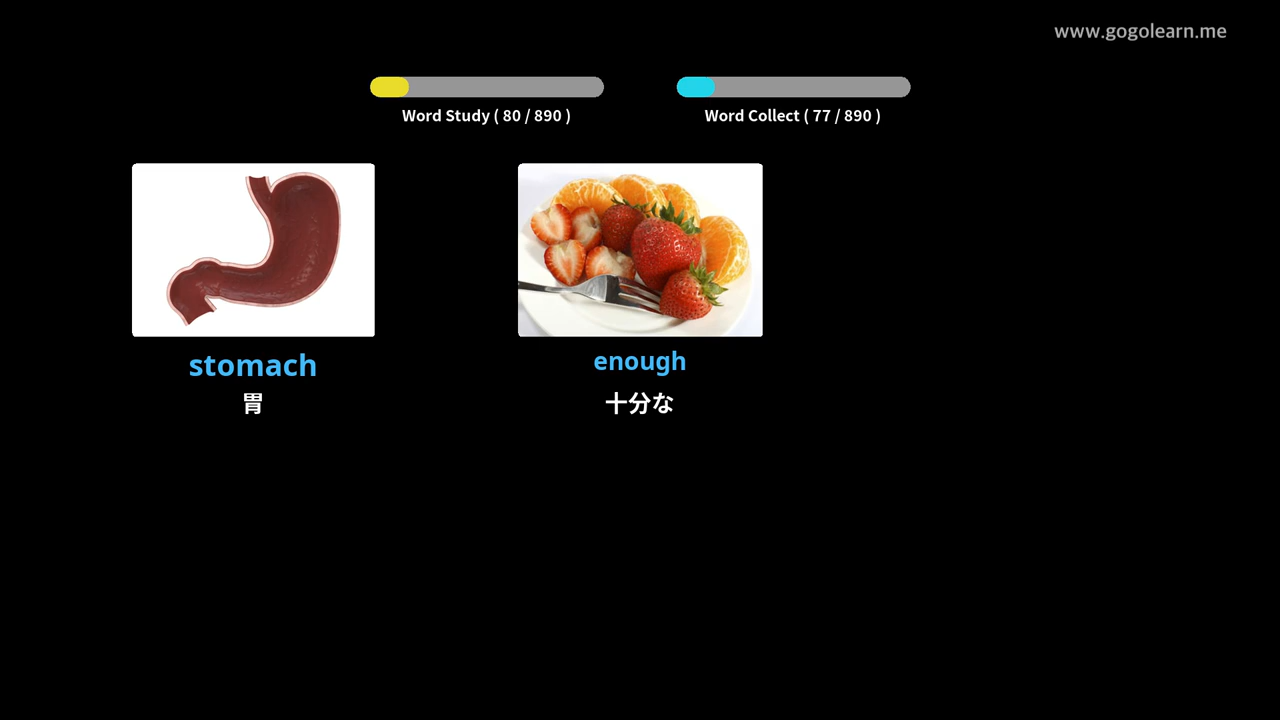 www.gogolearn.me
Word Study ( 80 / 890 )
Word Collect ( 77 / 890 )
stomach
胃
enough
十分な